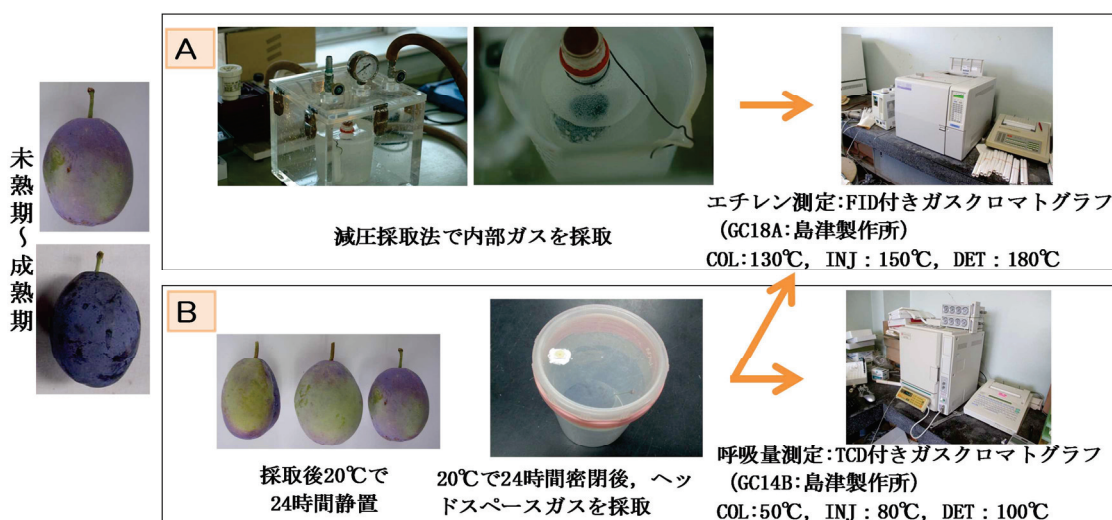 未熟期～成熟期
A
減圧採取法で内部ガスを採取
エチレン測定:FID付きガスクロマトグラフ
(GC18A:島津製作所)
COL:130℃, INJ：150℃, DET：180℃
B
採取後20℃で
24時間静置
20℃で24時間密閉後，ヘッ
ドスペースガスを採取
呼吸量測定:TCD付きガスクロマトグラフ
(GC14B:島津製作所)
COL:50℃, INJ：80℃, DET：100℃